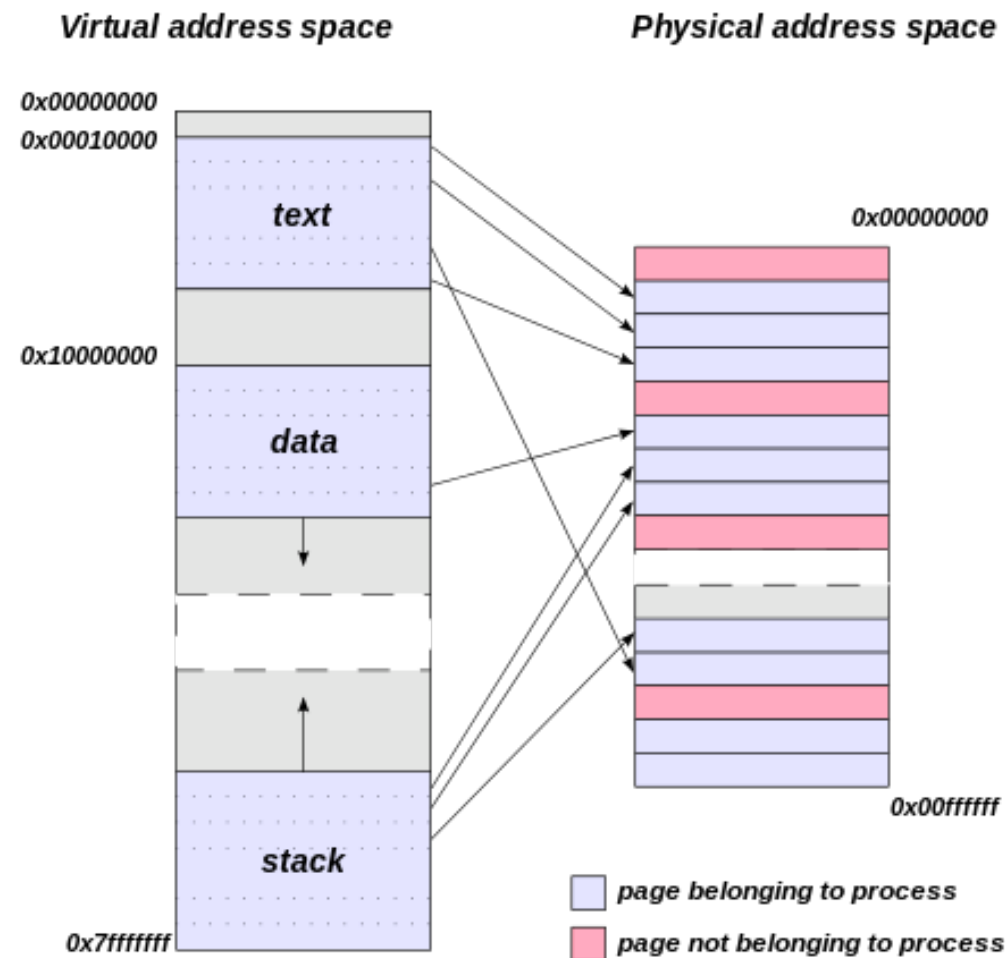 Virtual address space
Physical address space
0x00000000
0x00010000
text
0x00000000
0x10000000
data
stack
0x00ffffff
page belonging to process
0x7fffffff
page not belonging to process